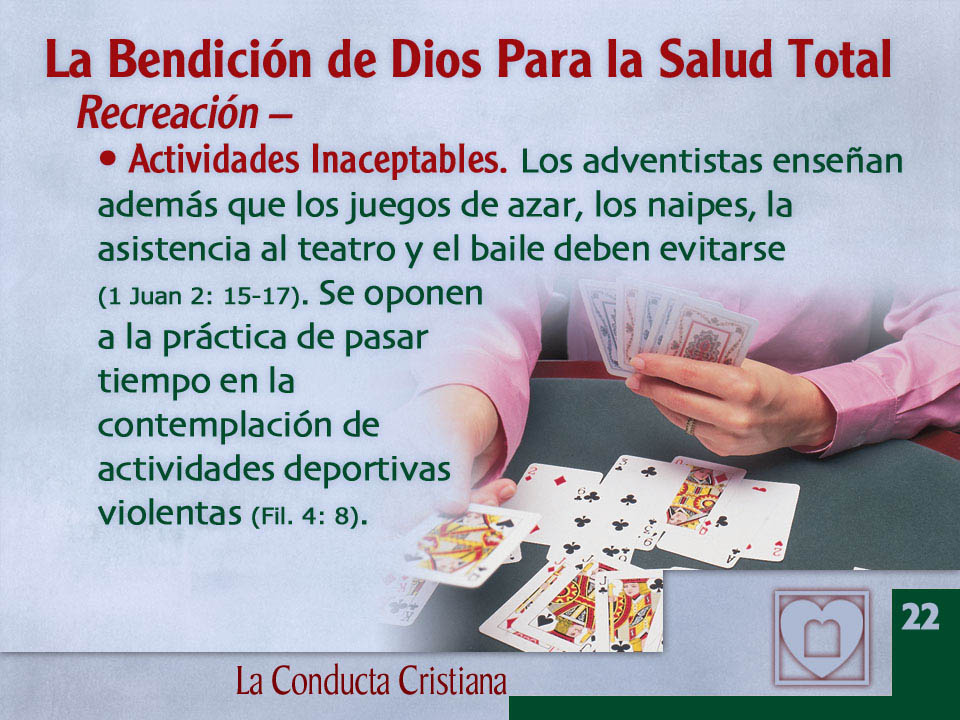 La Bendición de Dios Para la Salud Total
Recreación –
• Actividades Inaceptables. Los adventistas enseñan
además que los juegos de azar, los naipes, la
asistencia al teatro y el baile deben evitarse
(1 Juan 2: 15-17). Se oponen
a la práctica de pasar
tiempo en la
contemplación de
actividades deportivas
violentas (Fil. 4: 8).
22
La Conducta Cristiana